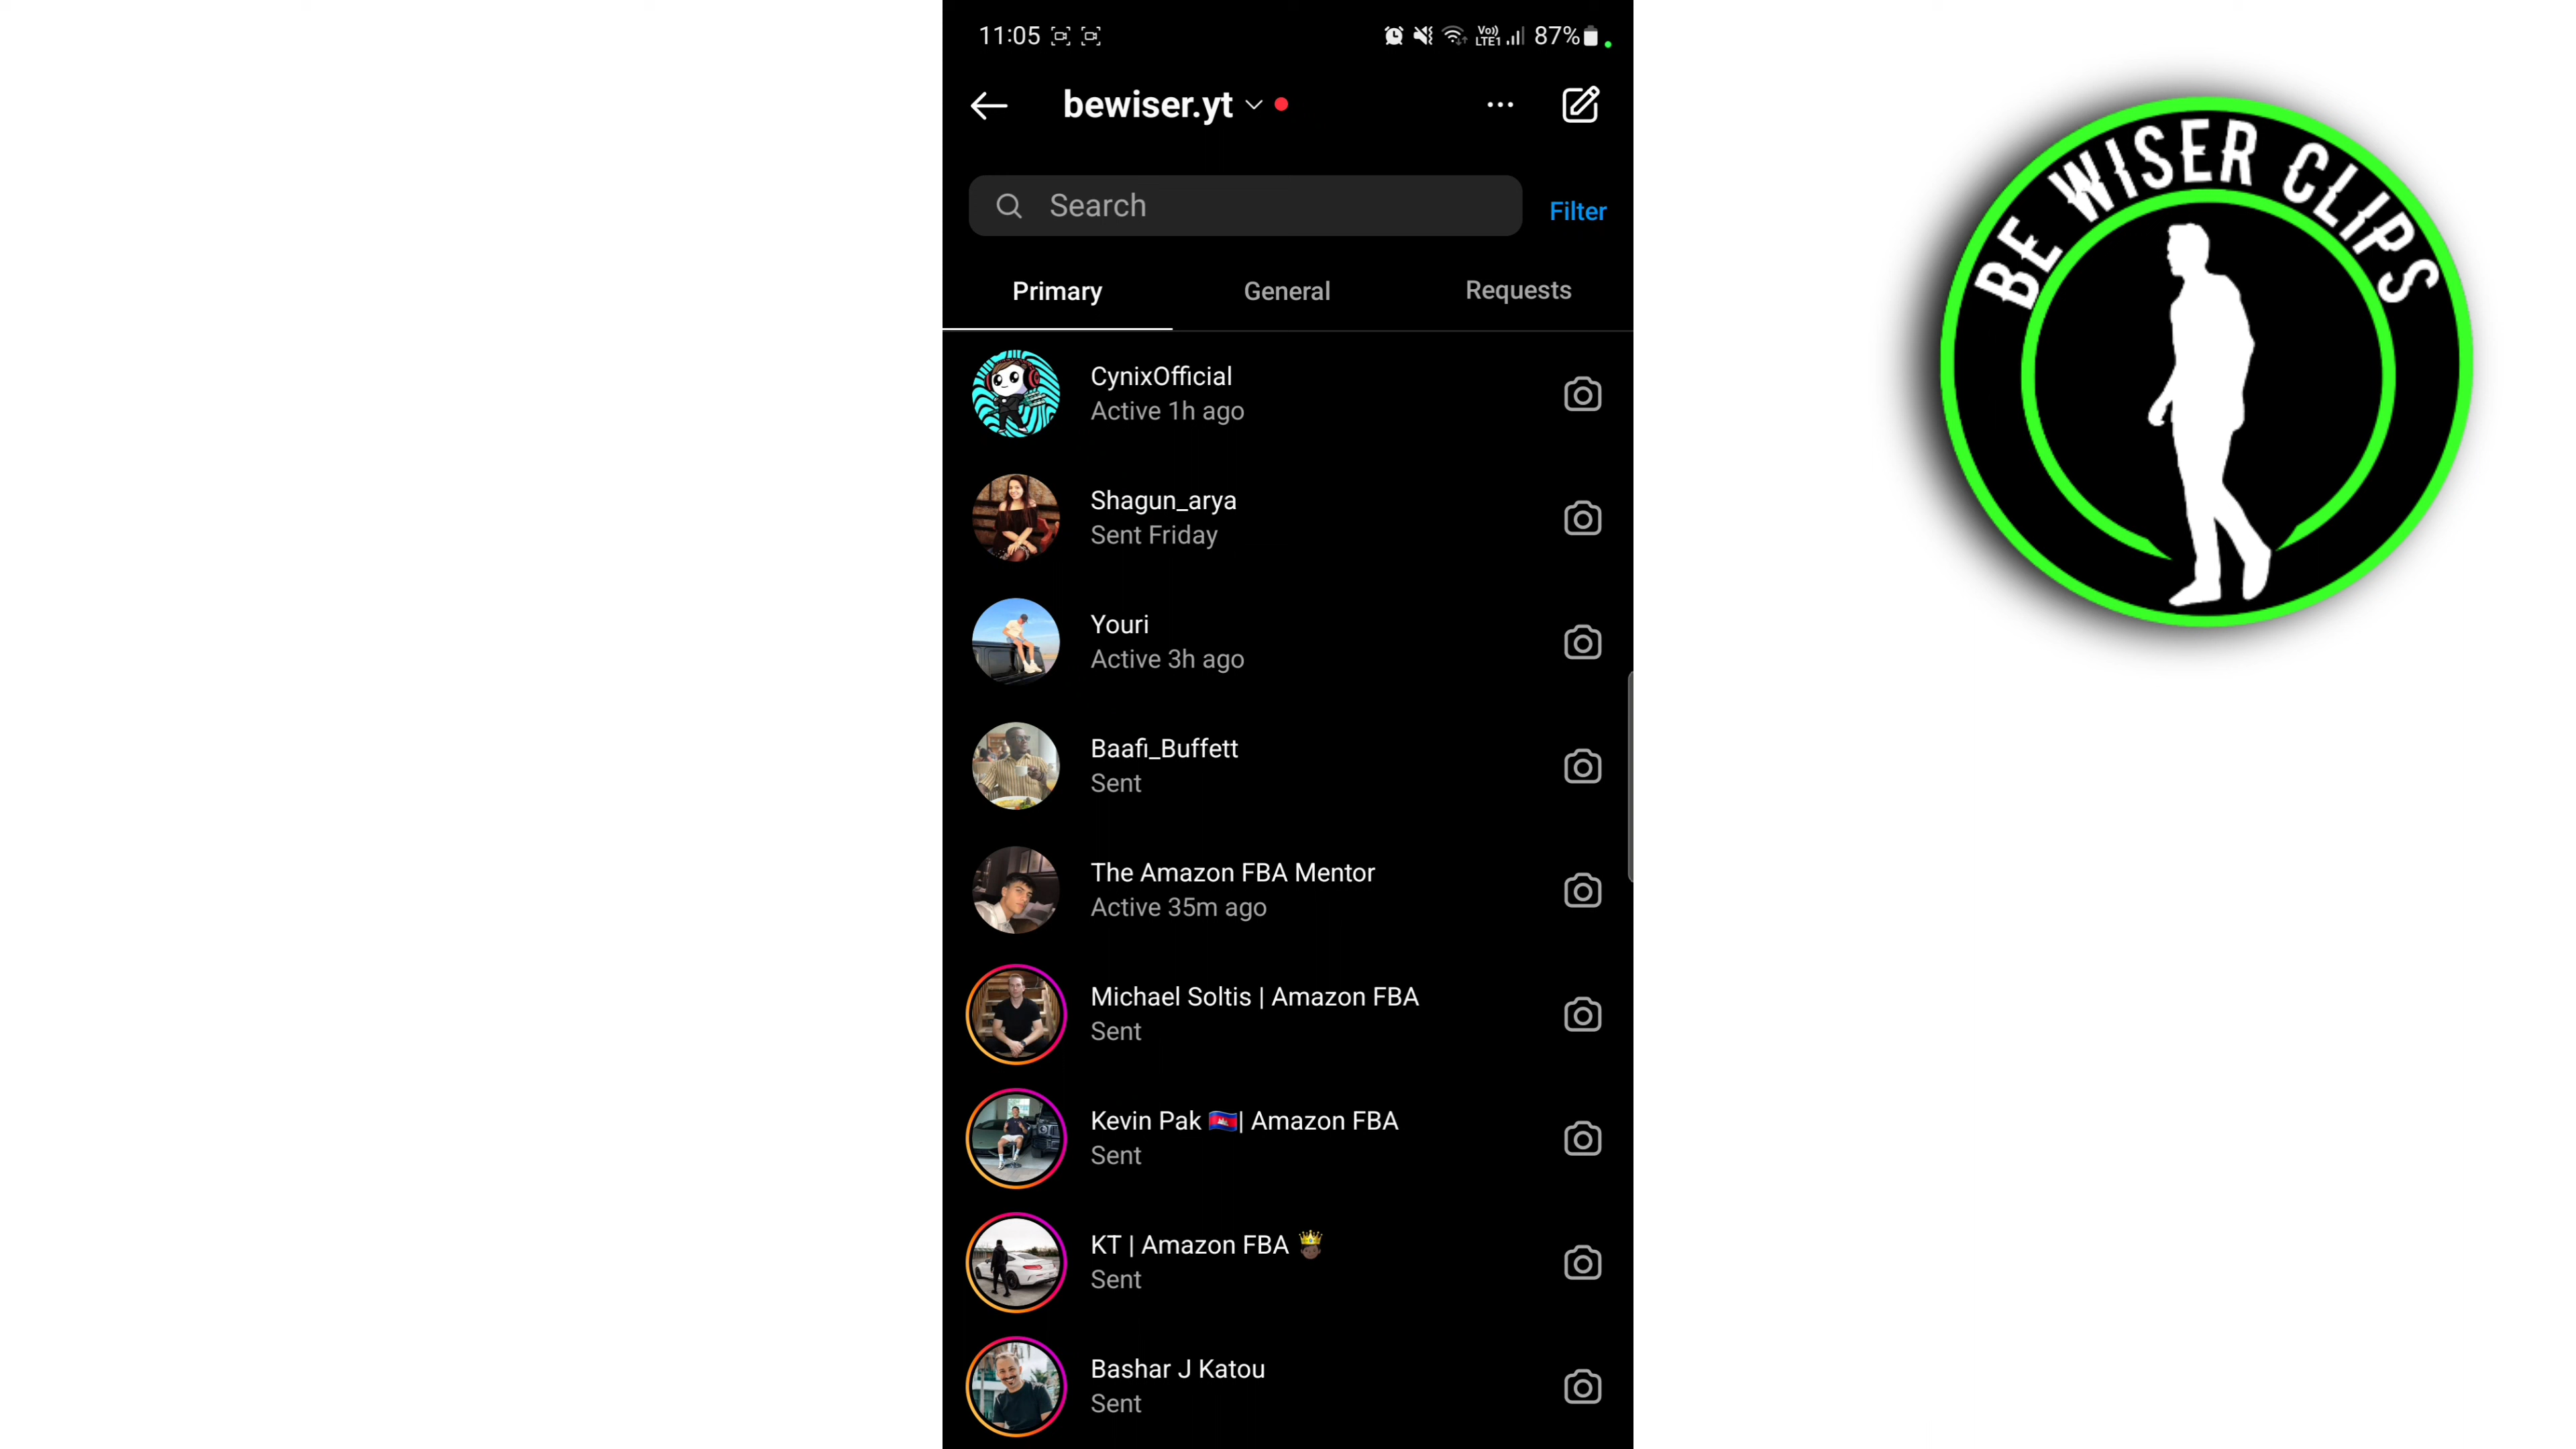 11:05 Vo)) LTE1 87%
bewiser.yt
Search
Filter
Primary General Requests
CynixOfficial
Active 1h ago
Shagun_arya
Sent Friday
Youri
Active 3h ago
Baafi_Buffett
Sent
The Amazon FBA Mentor
Active 35m ago
Michael Soltis | Amazon FBA
Sent
Kevin Pak 🇰🇭| Amazon FBA
Sent
KT | Amazon FBA 🤴🏾
Sent
Bashar J Katou
Sent
BE WISER CLIPS